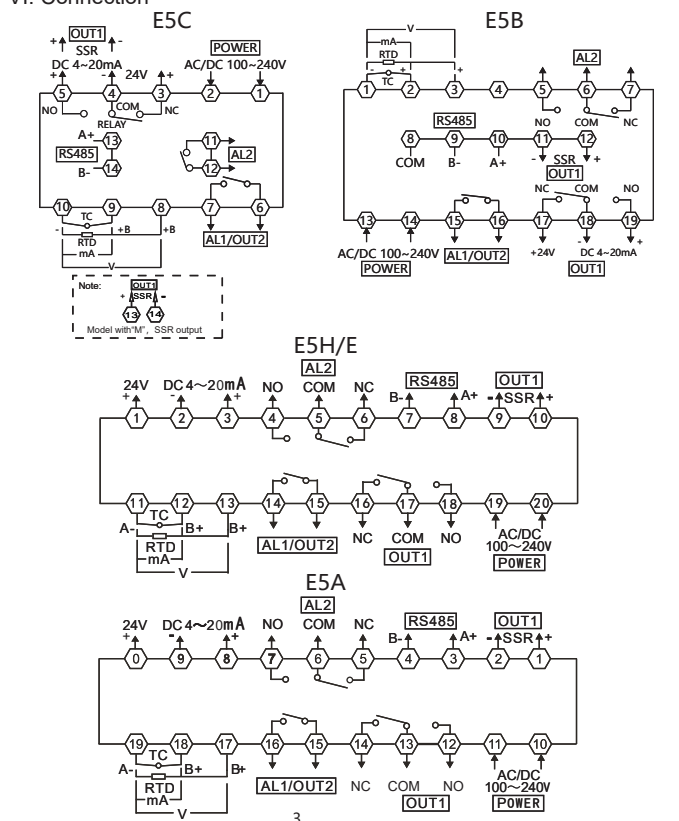 VI. Connection
E5C
OUT1
+ -
SSR
DC 4~20mA 24V
+ - +
5 4 3 2 1
POWER
AC/DC 100~240V
NO COM NC
RELAY
A+ 13
RS485
B- 14
11
12
AL2
10 9 8 7 6
TC
- +B +B
RTD
mA
V
AL1/OUT2
Note:
OUT1
+ SSR -
13 14
Model with"M"，SSR output
E5B
V
mA
RTD
- + +
TC
1 2 3 4 5 6 7
AL2
NO COM NC
RS485
8 9 10 11 12
COM B- A+
- SSR +
OUT1
NC COM NO
13 14 15 16 17 18 19
AC/DC 100~240V
POWER
AL1/OUT2
+24V
- +
DC 4~20mA
OUT1
E5H/E
AL2
24V DC 4～20mA NO COM NC RS485 OUT1
+ - + B- A+ -SSR+
1 2 3 4 5 6 7 8 9 10
11 12 13 14 15 16 17 18 19 20
TC
A- B+ B+
RTD
mA
V
AL1/OUT2
NC COM NO
OUT1
AC/DC
100～240V
POWER
E5A
AL2
24V DC 4～20mA NO COM NC RS485 OUT1
+ - + B- A+ -SSR+
0 9 8 7 6 5 4 3 2 1
19 18 17 16 15 14 13 12 11 10
TC
A- B+ B+
RTD
mA
V
AL1/OUT2
NC COM NO
OUT1
AC/DC
100～240V
POWER
3